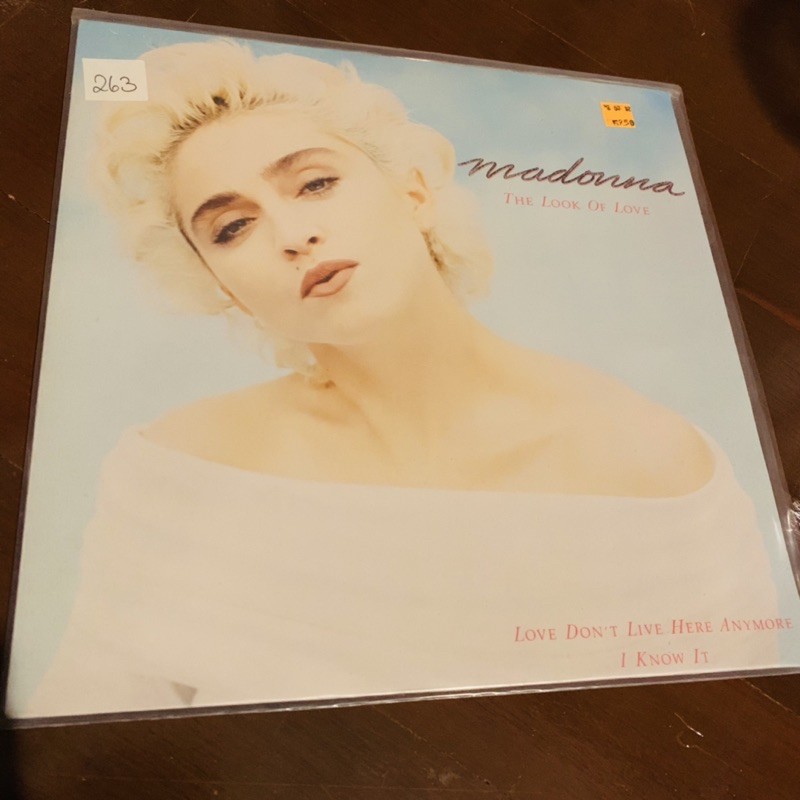 263
madonna
THE LOOK OF LOVE
LOVE DON'T LIVE HERE ANYMORE
I KNOW IT